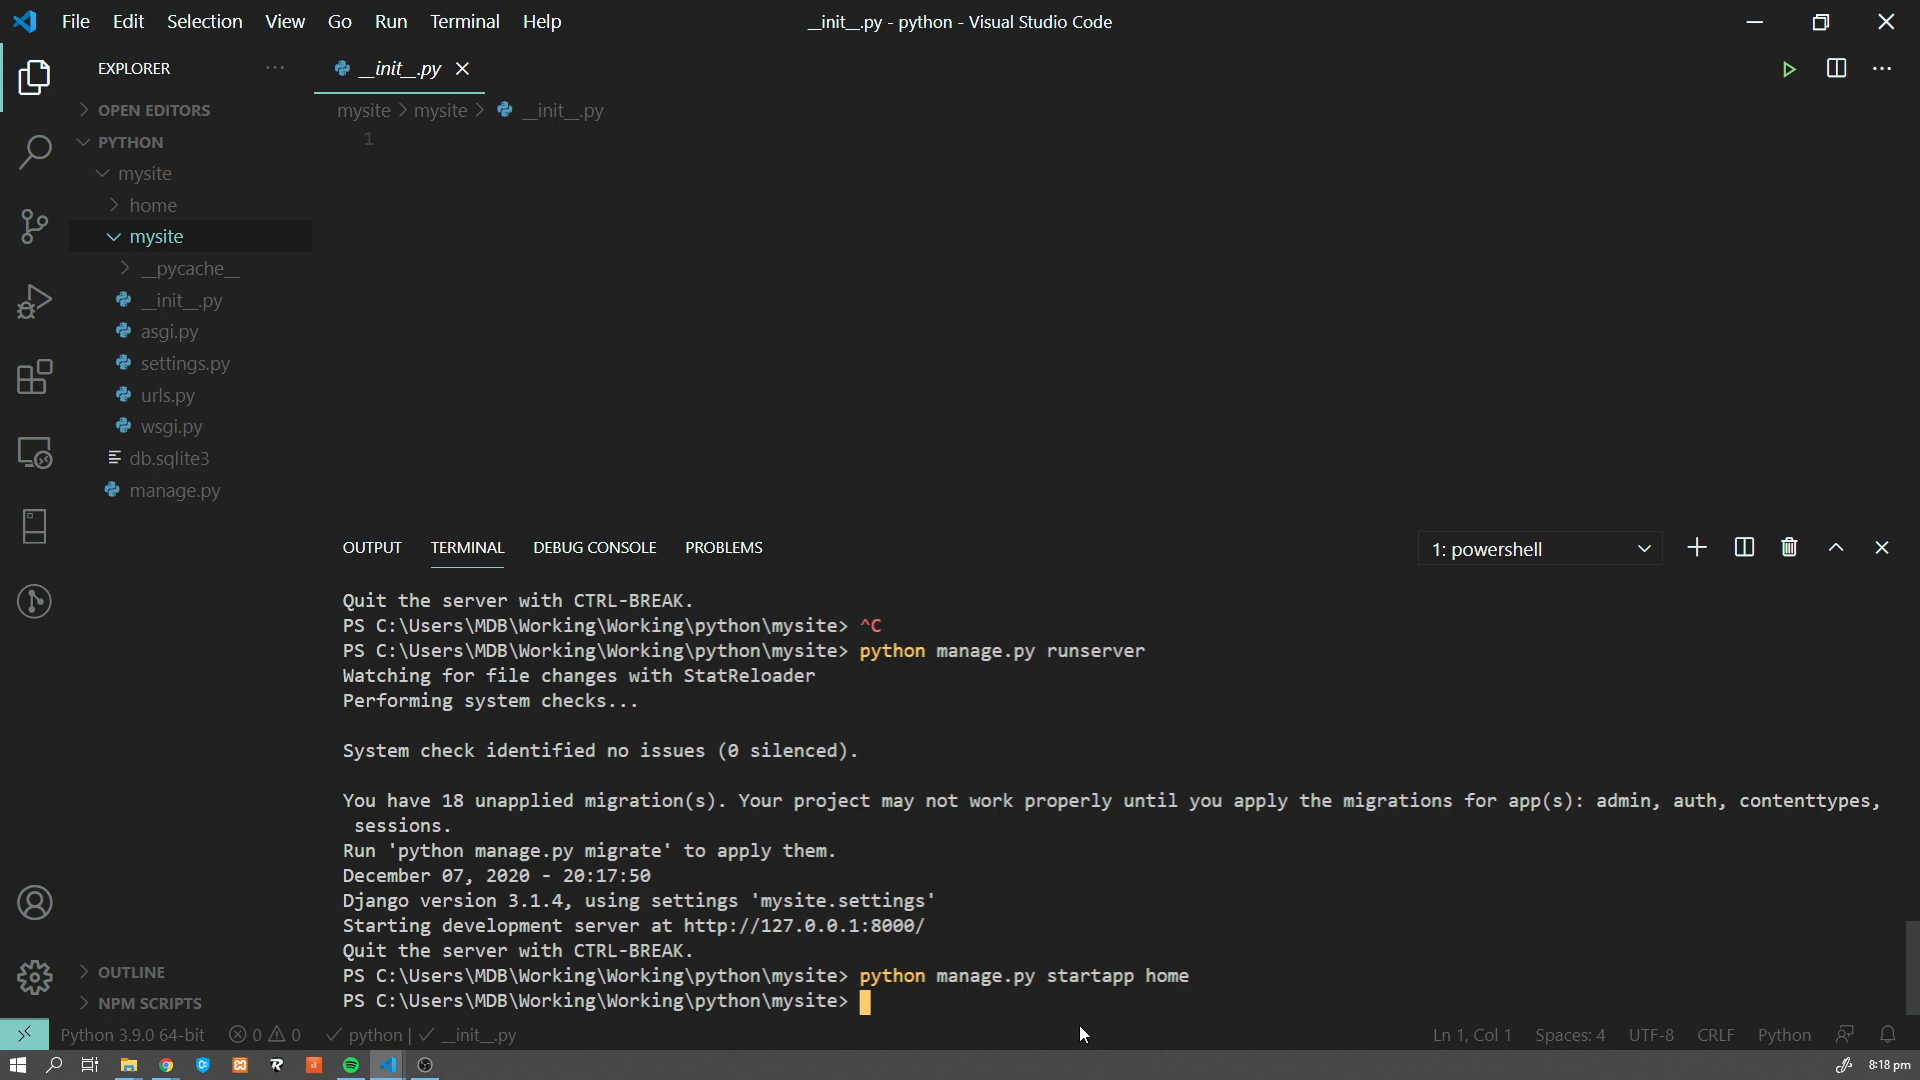 File Edit Selection View Go Run Terminal Help
__init__.py - python - Visual Studio Code
EXPLORER
__init__.py
OPEN EDITORS
mysite > mysite > __init__.py
PYTHON
1
mysite
home
mysite
__pycache__
__init__.py
asgi.py
settings.py
urls.py
wsgi.py
db.sqlite3
manage.py
OUTPUT TERMINAL DEBUG CONSOLE PROBLEMS
1: powershell
Quit the server with CTRL-BREAK.
PS C:\Users\MDB\Working\Working\python\mysite> ^C
PS C:\Users\MDB\Working\Working\python\mysite> python manage.py runserver
Watching for file changes with StatReloader
Performing system checks...
System check identified no issues (0 silenced).
You have 18 unapplied migration(s). Your project may not work properly until you apply the migrations for app(s): admin, auth, contenttypes,
sessions.
Run 'python manage.py migrate' to apply them.
December 07, 2020 - 20:17:50
Django version 3.1.4, using settings 'mysite.settings'
Starting development server at http://127.0.0.1:8000/
Quit the server with CTRL-BREAK.
PS C:\Users\MDB\Working\Working\python\mysite> python manage.py startapp home
PS C:\Users\MDB\Working\Working\python\mysite>
OUTLINE
NPM SCRIPTS
Python 3.9.0 64-bit 0 0 python | __init__.py
Ln 1, Col 1 Spaces: 4 UTF-8 CRLF Python
8:18 pm